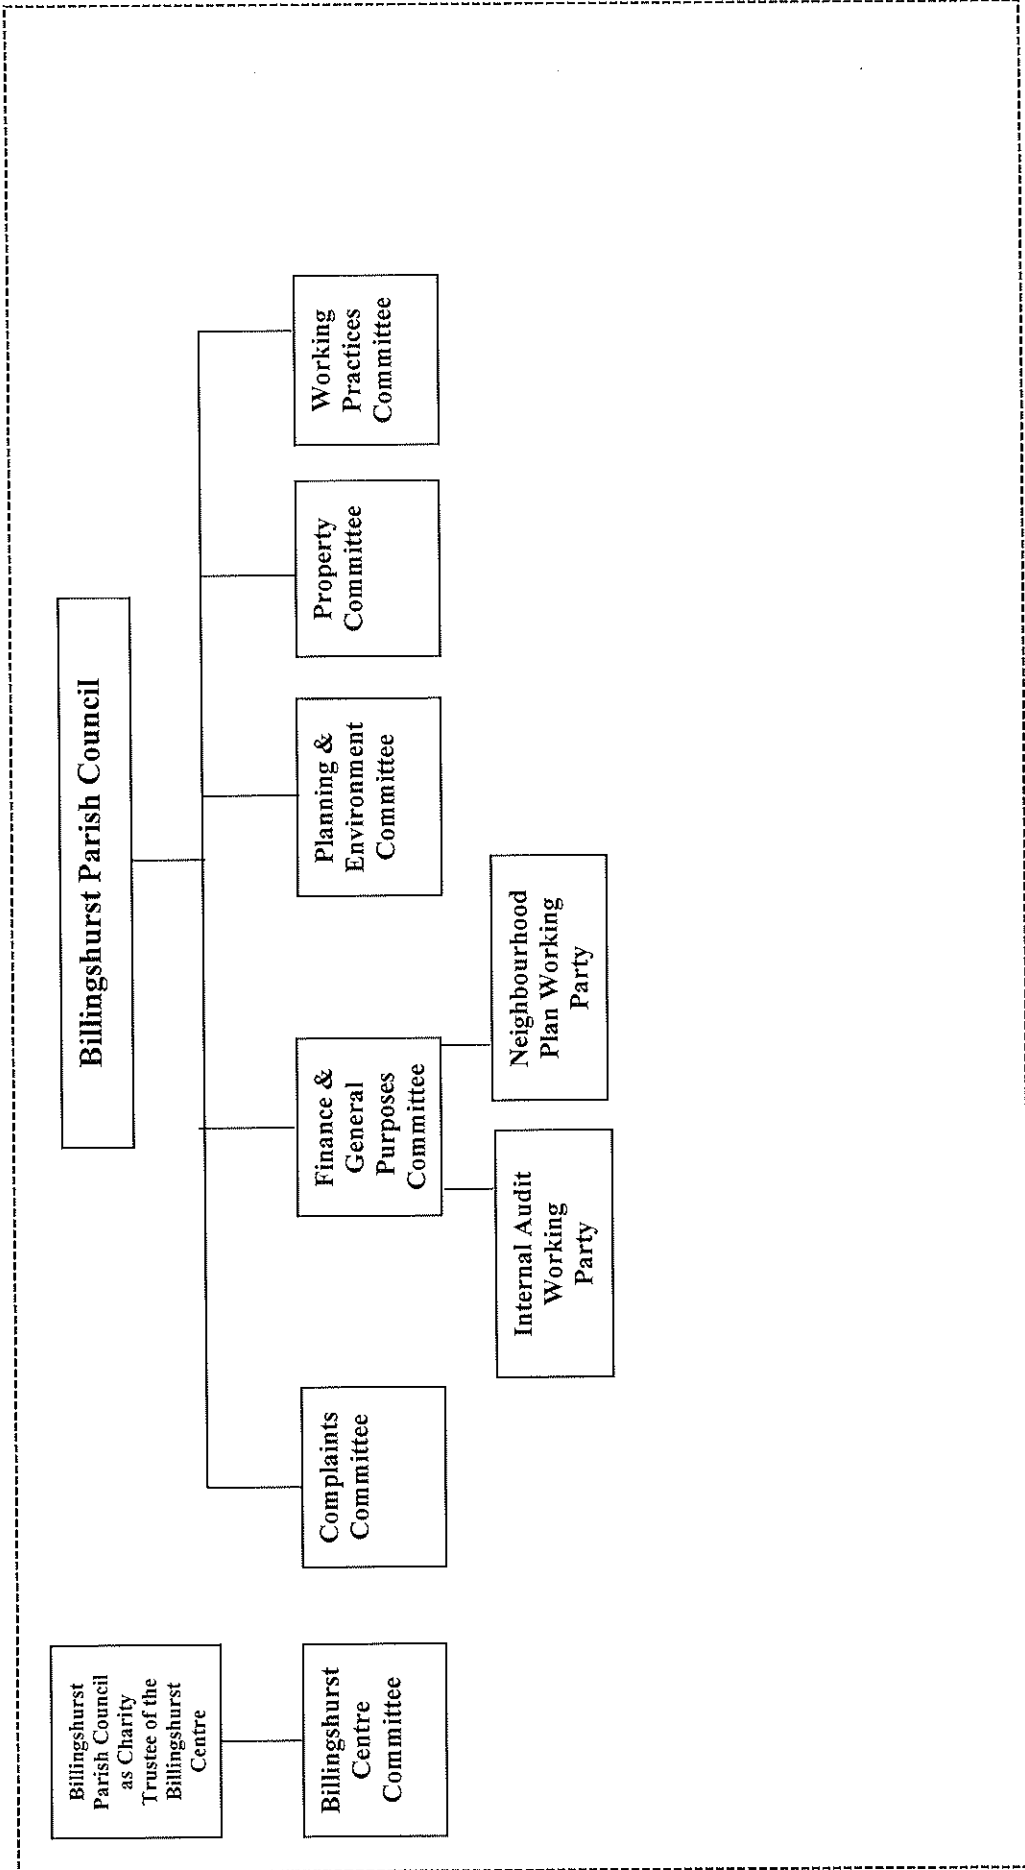 Billingshurst
Parish Council
as Charity
Trustee of the
Billingshurst
Centre
Billingshurst Parish Council
Billingshurst
Centre
Committee
Complaints
Committee
Finance &
General
Purposes
Committee
Planning &
Environment
Committee
Property
Committee
Working
Practices
Committee
Internal Audit
Working
Party
Neighbourhood
Plan Working
Party